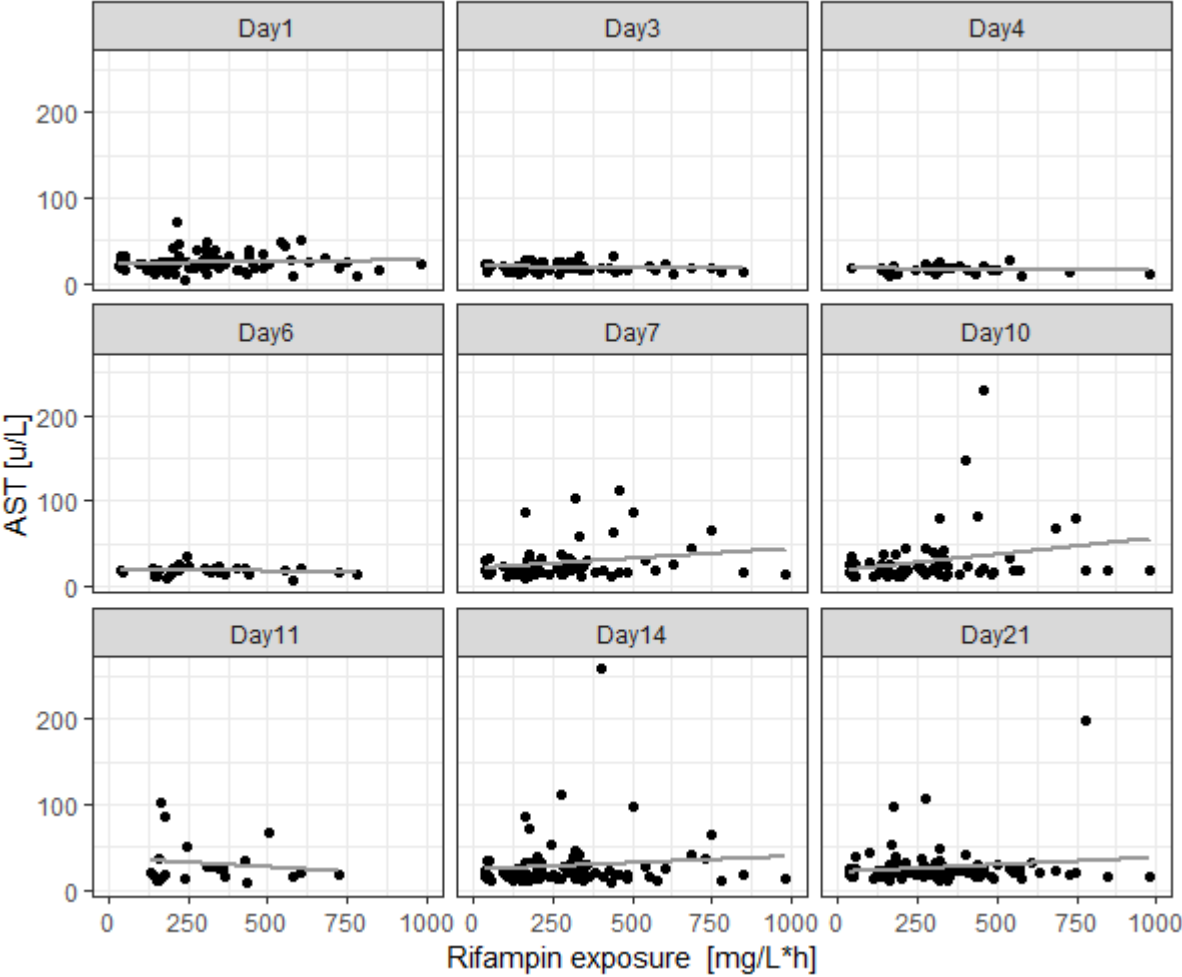 Day1 Day3 Day4
200
100
0
Day6 Day7 Day10
200
100
0
Day11 Day14 Day21
200
100
0
0 250 500 750 1000 0 250 500 750 1000 0 250 500 750 1000
AST [u/L]
Rifampin exposure [mg/L*h]